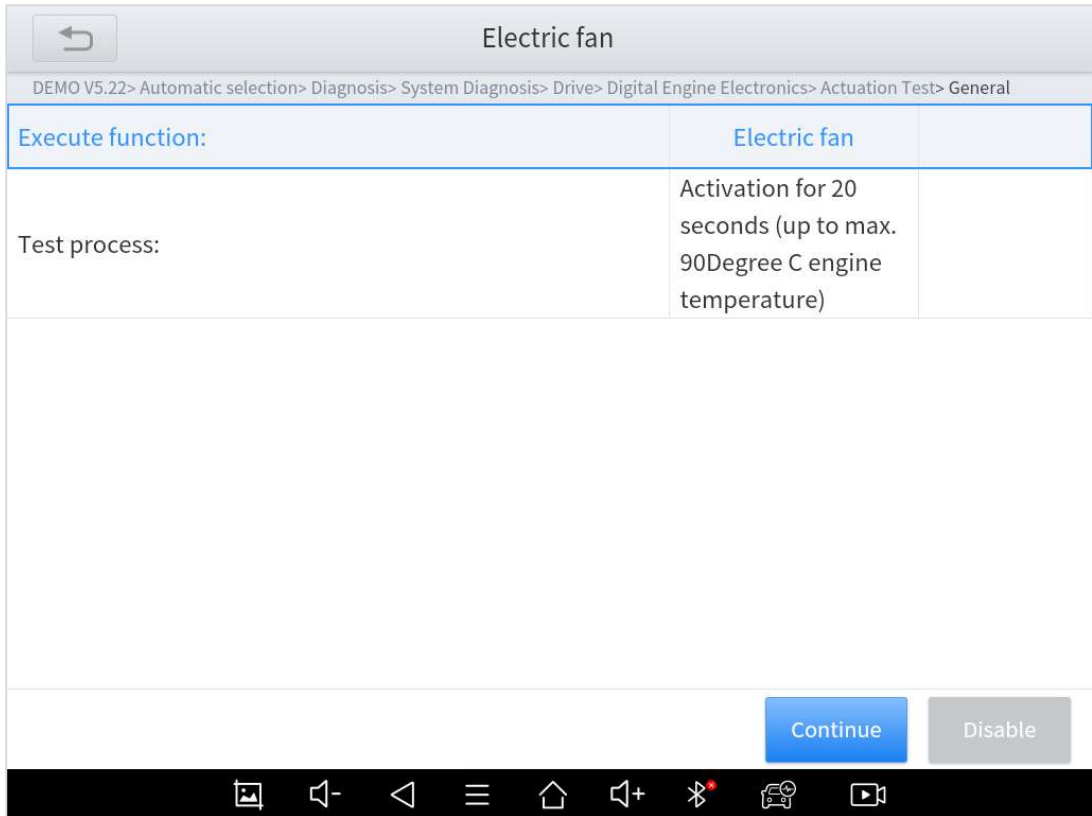 Electric fan
DEMO V5.22> Automatic selection> Diagnosis> System Diagnosis> Drive> Digital Engine Electronics> Actuation Test> General
Execute function:
Electric fan
Test process:
Activation for 20
seconds (up to max.
90Degree C engine
temperature)
Continue
Disable